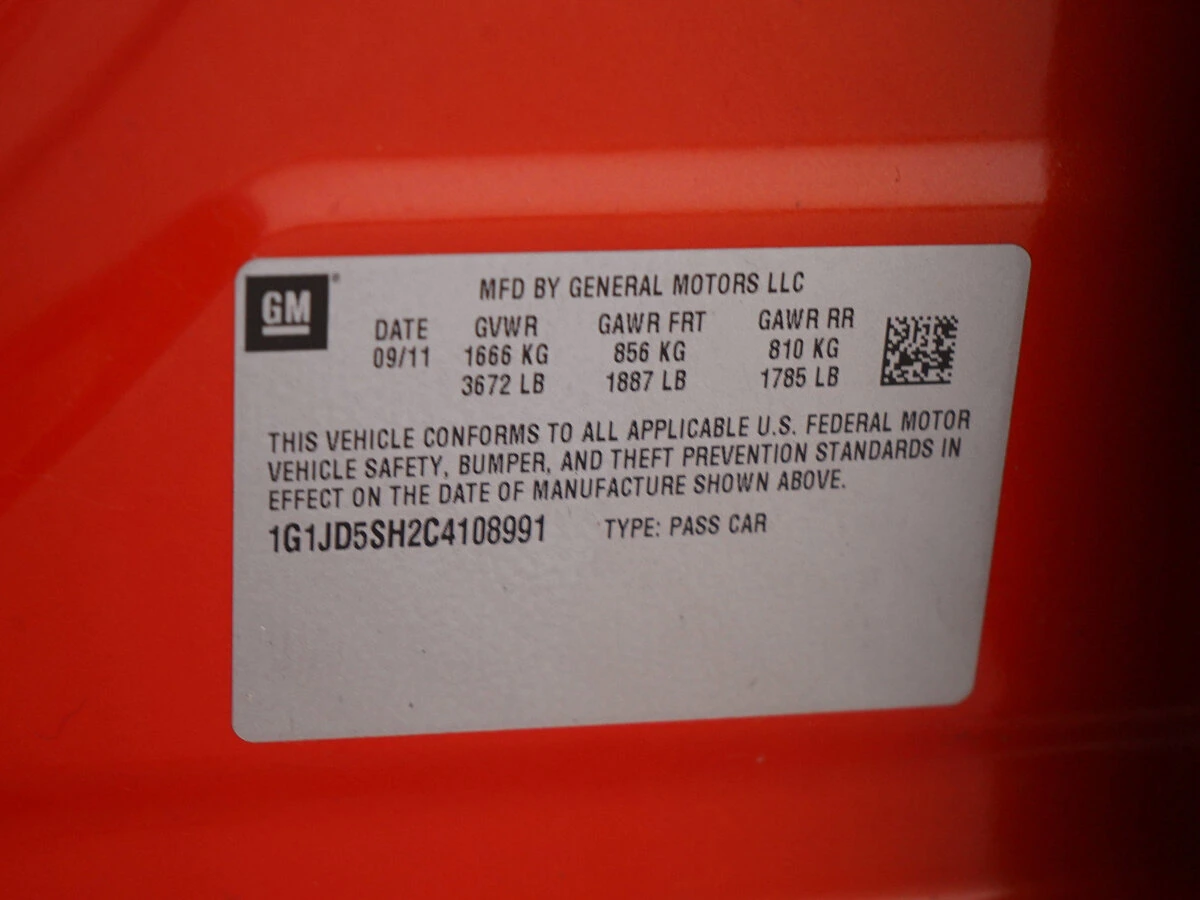 GM®
MFD BY GENERAL MOTORS LLC
DATE GVWR GAWR FRT GAWR RR
09/11 1666 KG 856 KG 810 KG
3672 LB 1887 LB 1785 LB
THIS VEHICLE CONFORMS TO ALL APPLICABLE U.S. FEDERAL MOTOR
VEHICLE SAFETY, BUMPER, AND THEFT PREVENTION STANDARDS IN
EFFECT ON THE DATE OF MANUFACTURE SHOWN ABOVE.
1G1JD5SH2C4108991 TYPE: PASS CAR